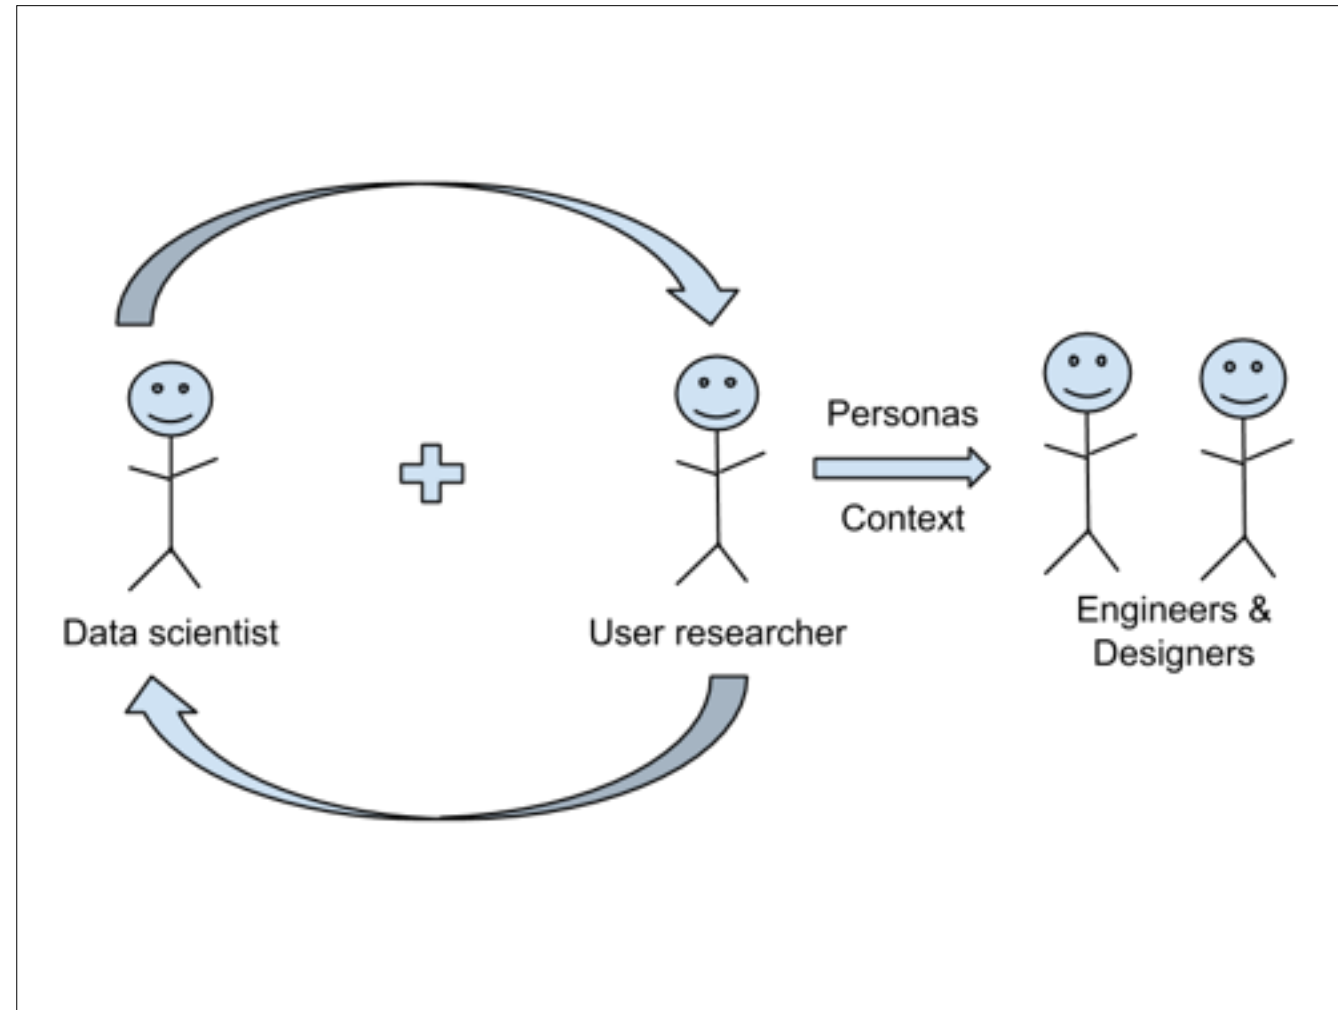 Personas
Context
Data scientist
User researcher
Engineers &
Designers